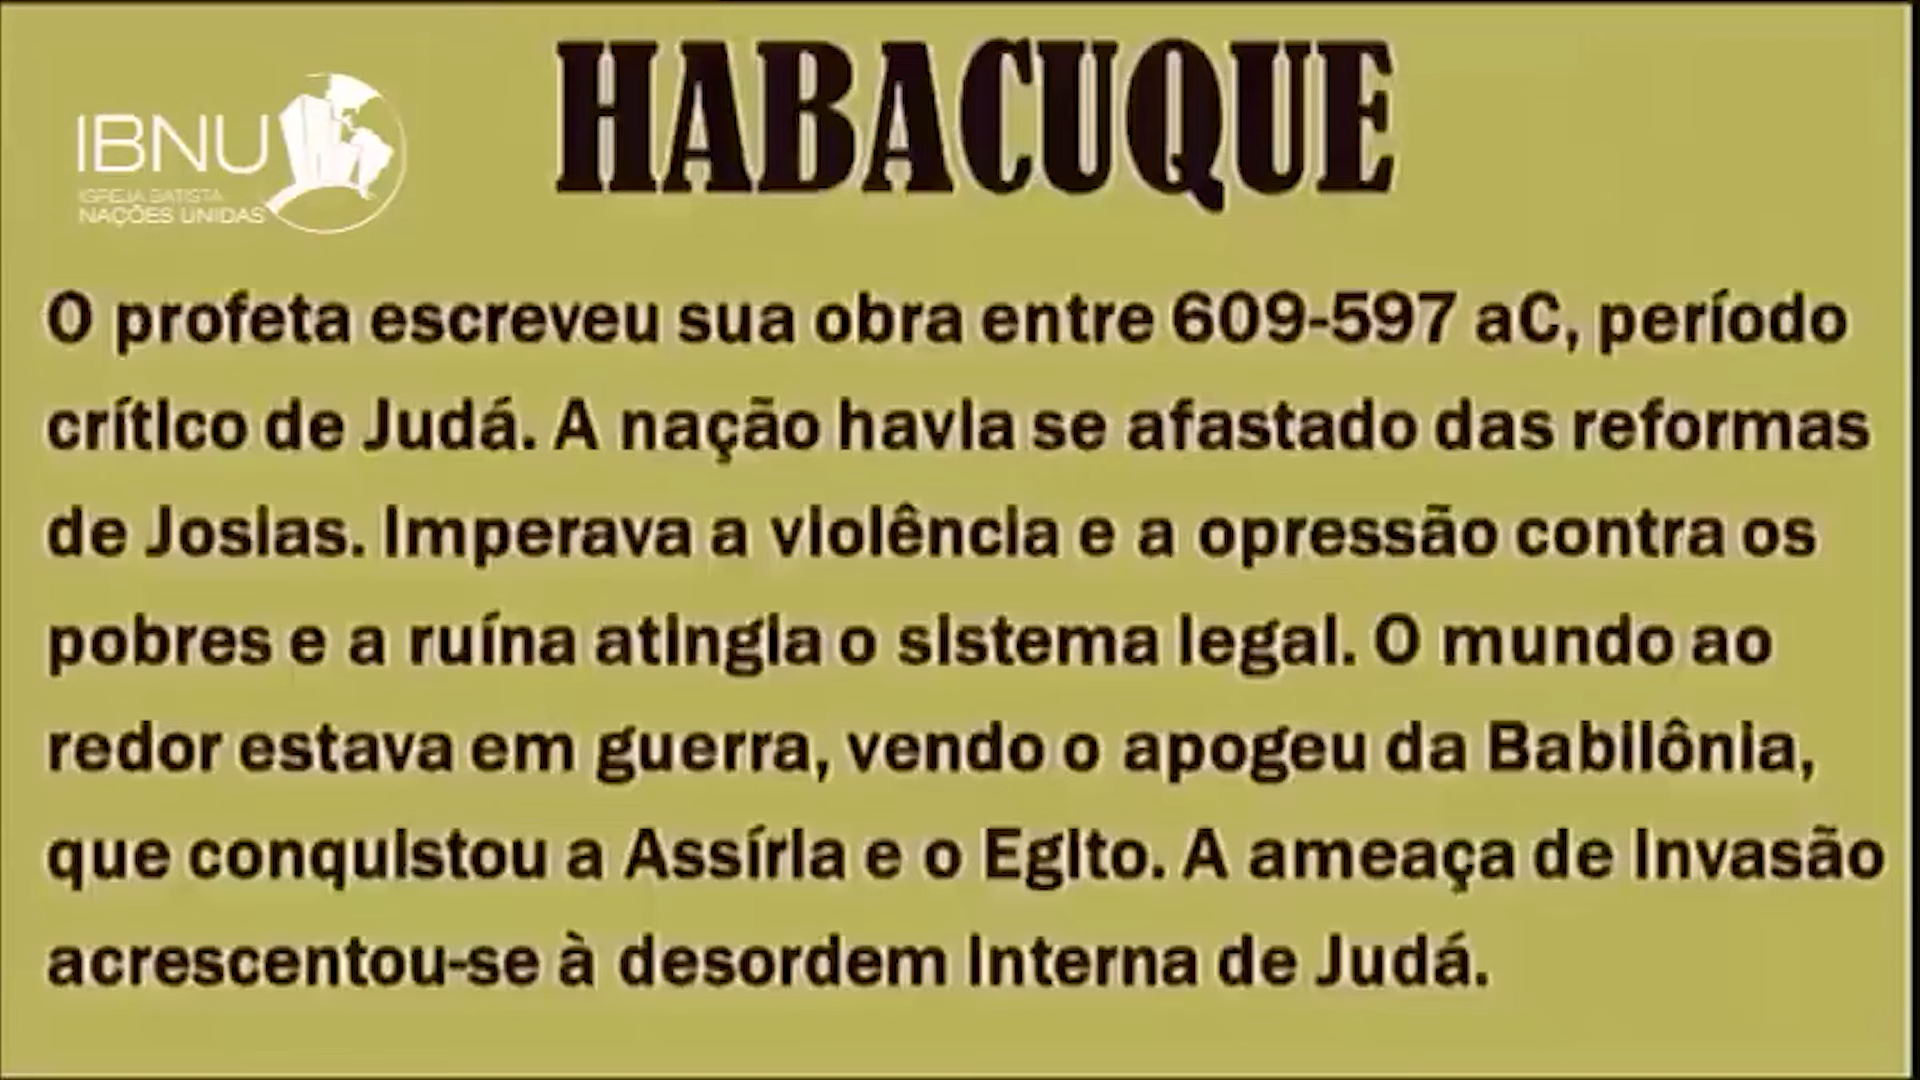 HABACUQUE
IBNU
IGREJA BATISTA
NAÇÕES UNIDAS
O profeta escreveu sua obra entre 609-597 aC, período
crítico de Judá. A nação havia se afastado das reformas
de Josias. Imperava a violência e a opressão contra os
pobres e a ruína atingia o sistema legal. O mundo ao
redor estava em guerra, vendo o apogeu da Babilônia,
que conquistou a Assíria e o Egito. A ameaça de invasão
acrescentou-se à desordem interna de Judá.